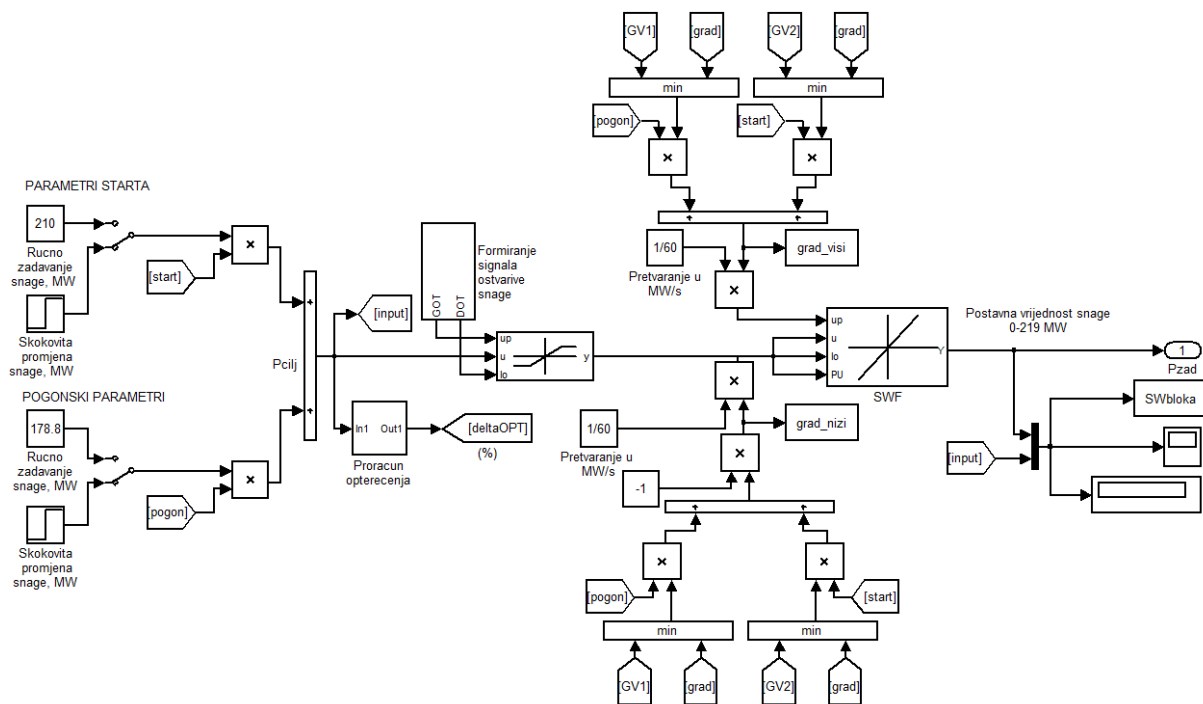 [GV1]
[grad]
[GV2]
[grad]
min
min
[pogon]
[start]
×
×
PARAMETRI STARTA
210
Rucno
zadavanje
snage, MW
[start]
×
Skokovita
promjena
snage, MW
Formiranje
signala
ostvarive
snage
GOT
DOT
1/60
Pretvaranje u
MW/s
×
grad_visi
[input]
Pcilj
up
u
lo
y
up
u
lo
PU
Y
SWF
Postavna vrijednost snage
0-219 MW
1
Pzad
POGONSKI PARAMETRI
178.8
Rucno
zadavanje
snage, MW
[pogon]
×
Skokovita
promjena
snage, MW
In1
Out1
Proracun
opterecenja
[deltaOPT]
(%)
×
1/60
Pretvaranje u
MW/s
grad_nizi
×
-1
SWbloka
[input]
×
×
[pogon]
[start]
min
min
[GV1]
[grad]
[GV2]
[grad]